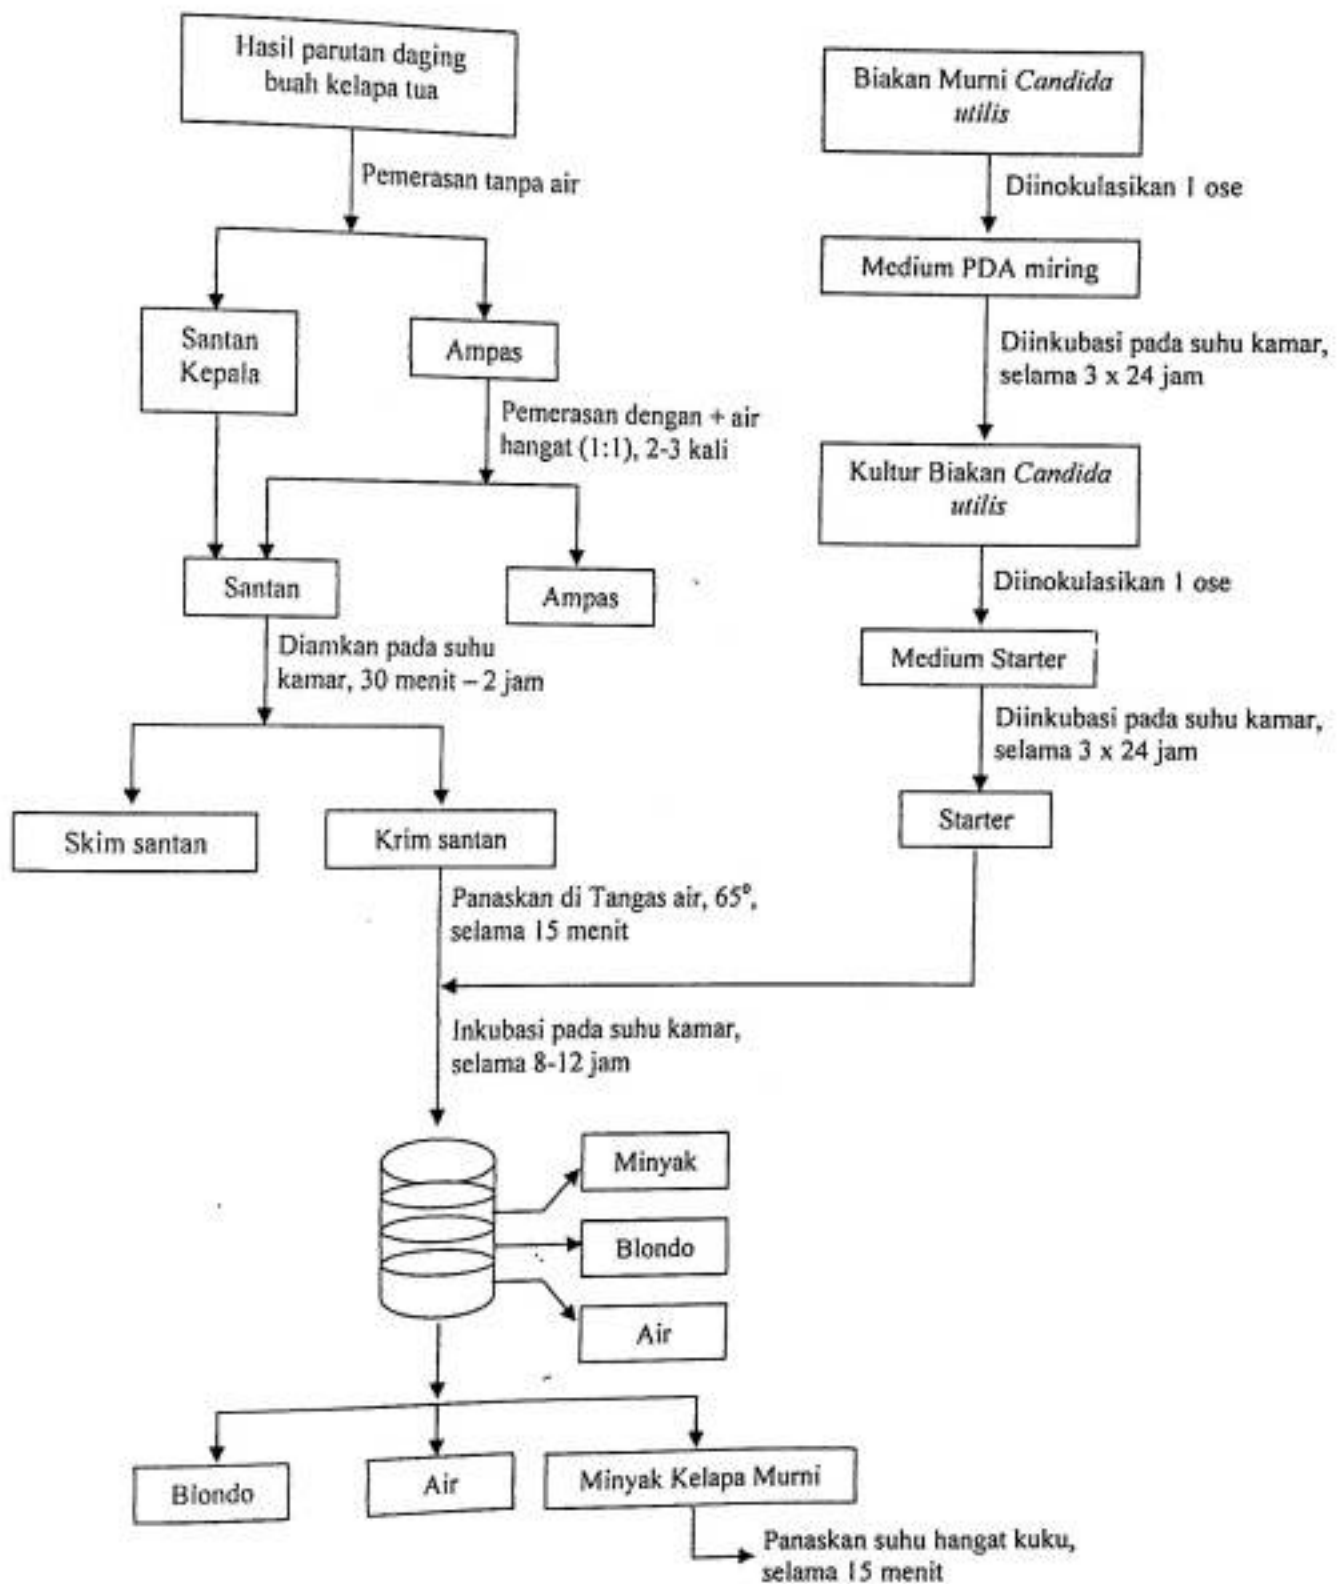 Hasil parutan daging
buah kelapa tua
Pemerasan tanpa air
Santan
Kepala
Ampas
Pemerasan dengan + air
hangat (1:1), 2-3 kali
Santan
Ampas
Diamkan pada suhu
kamar, 30 menit – 2 jam
Skim santan
Krim santan
Panaskan di Tangas air, 65⁰,
selama 15 menit
Biakan Murni Candida
utilis
Diinokulasikan 1 ose
Medium PDA miring
Diinkubasi pada suhu kamar,
selama 3 x 24 jam
Kultur Biakan Candida
utilis
Diinokulasikan 1 ose
Medium Starter
Diinkubasi pada suhu kamar,
selama 3 x 24 jam
Starter
Inkubasi pada suhu kamar,
selama 8-12 jam
Minyak
Blondo
Air
Blondo
Air
Minyak Kelapa Murni
Panaskan suhu hangat kuku,
selama 15 menit